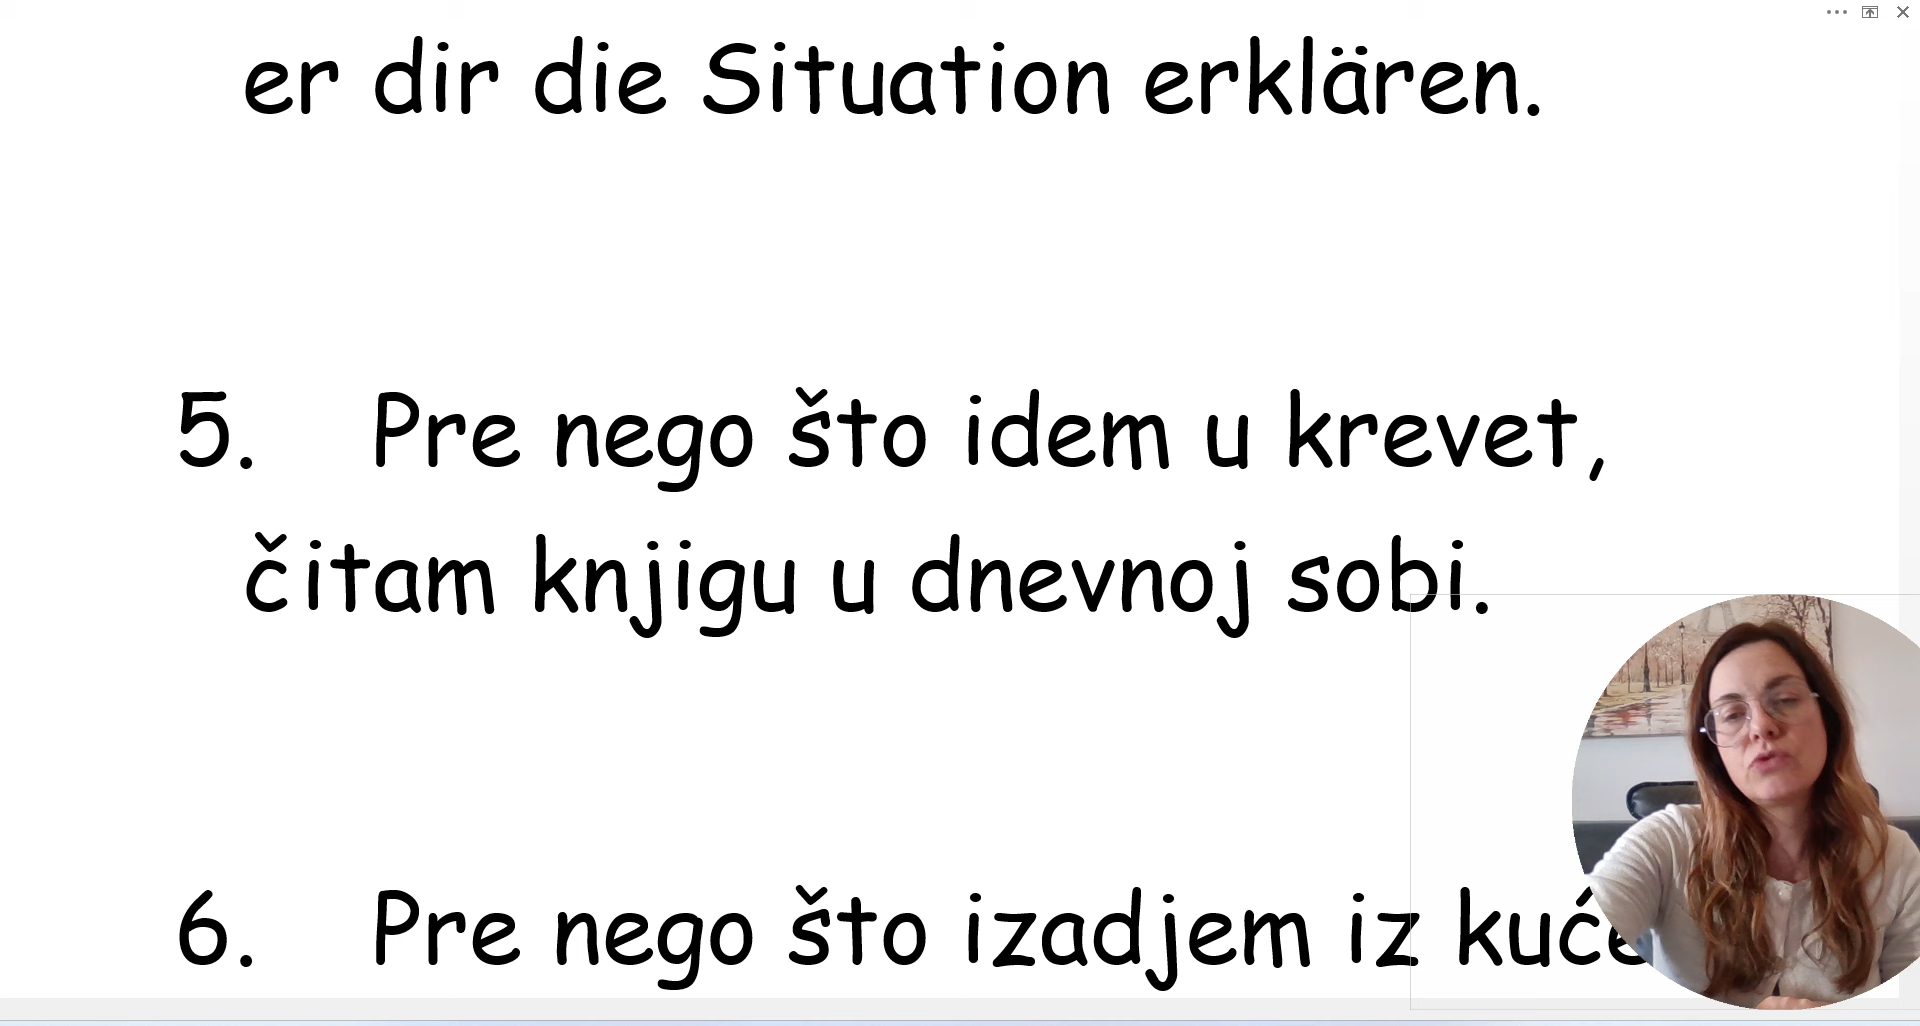 er dir die Situation erklären.
5. Pre nego što idem u krevet,
čitam knjigu u dnevnoj sobi.
6. Pre nego što izadjem iz kuće